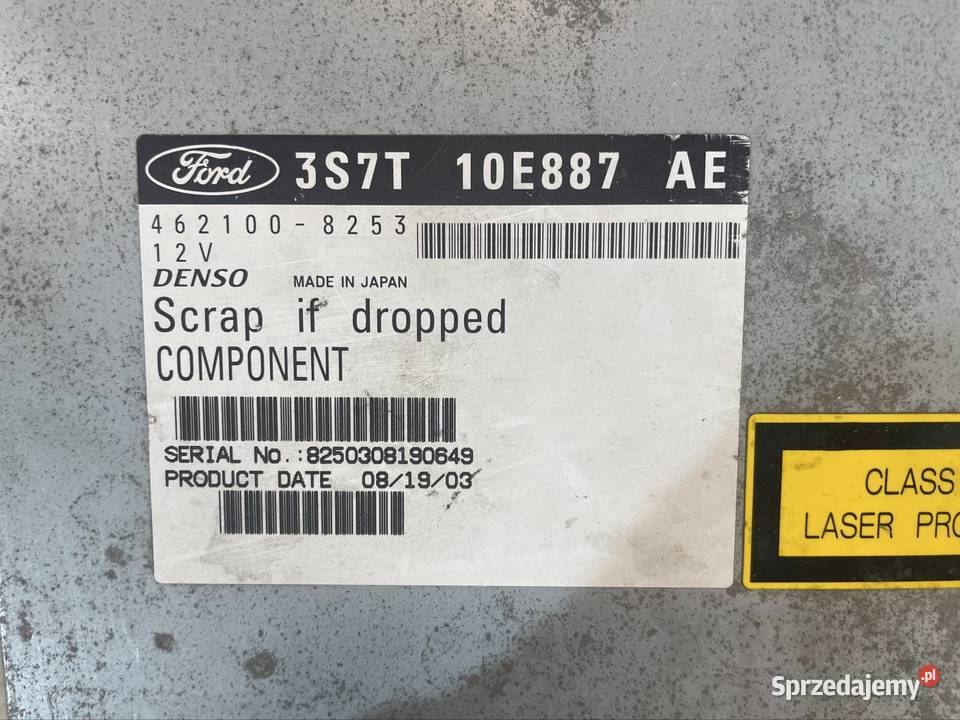 Ford 3S7T 10E887 AE
462100-8253
12V
DENSO MADE IN JAPAN
Scrap if dropped
COMPONENT
SERIAL No.:8250308190649
PRODUCT DATE 08/19/03
CLASS
LASER
Sprzedajemy.pl